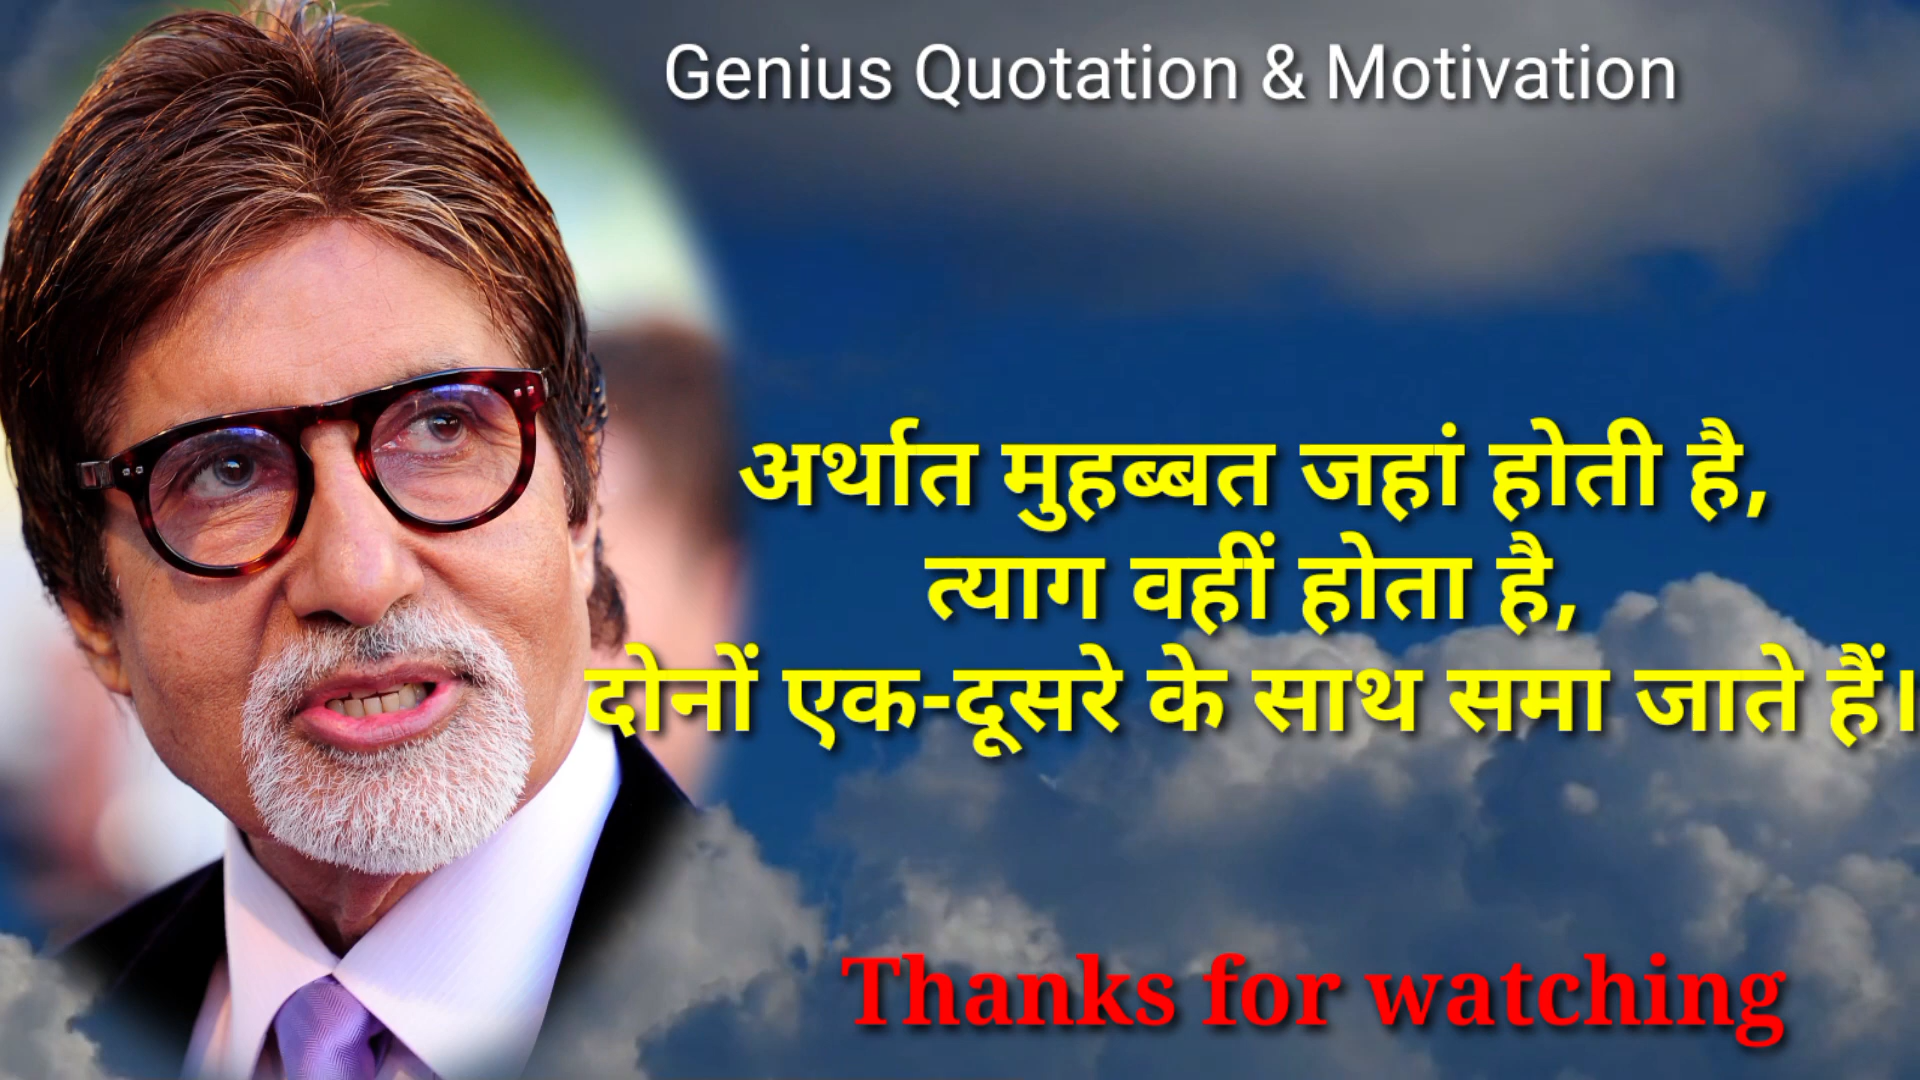 Genius Quotation & Motivation
अर्थात मुहब्बत जहां होती है,
त्याग वहीं होता है,
दोनों एक-दूसरे के साथ समा जाते हैं।
Thanks for watching